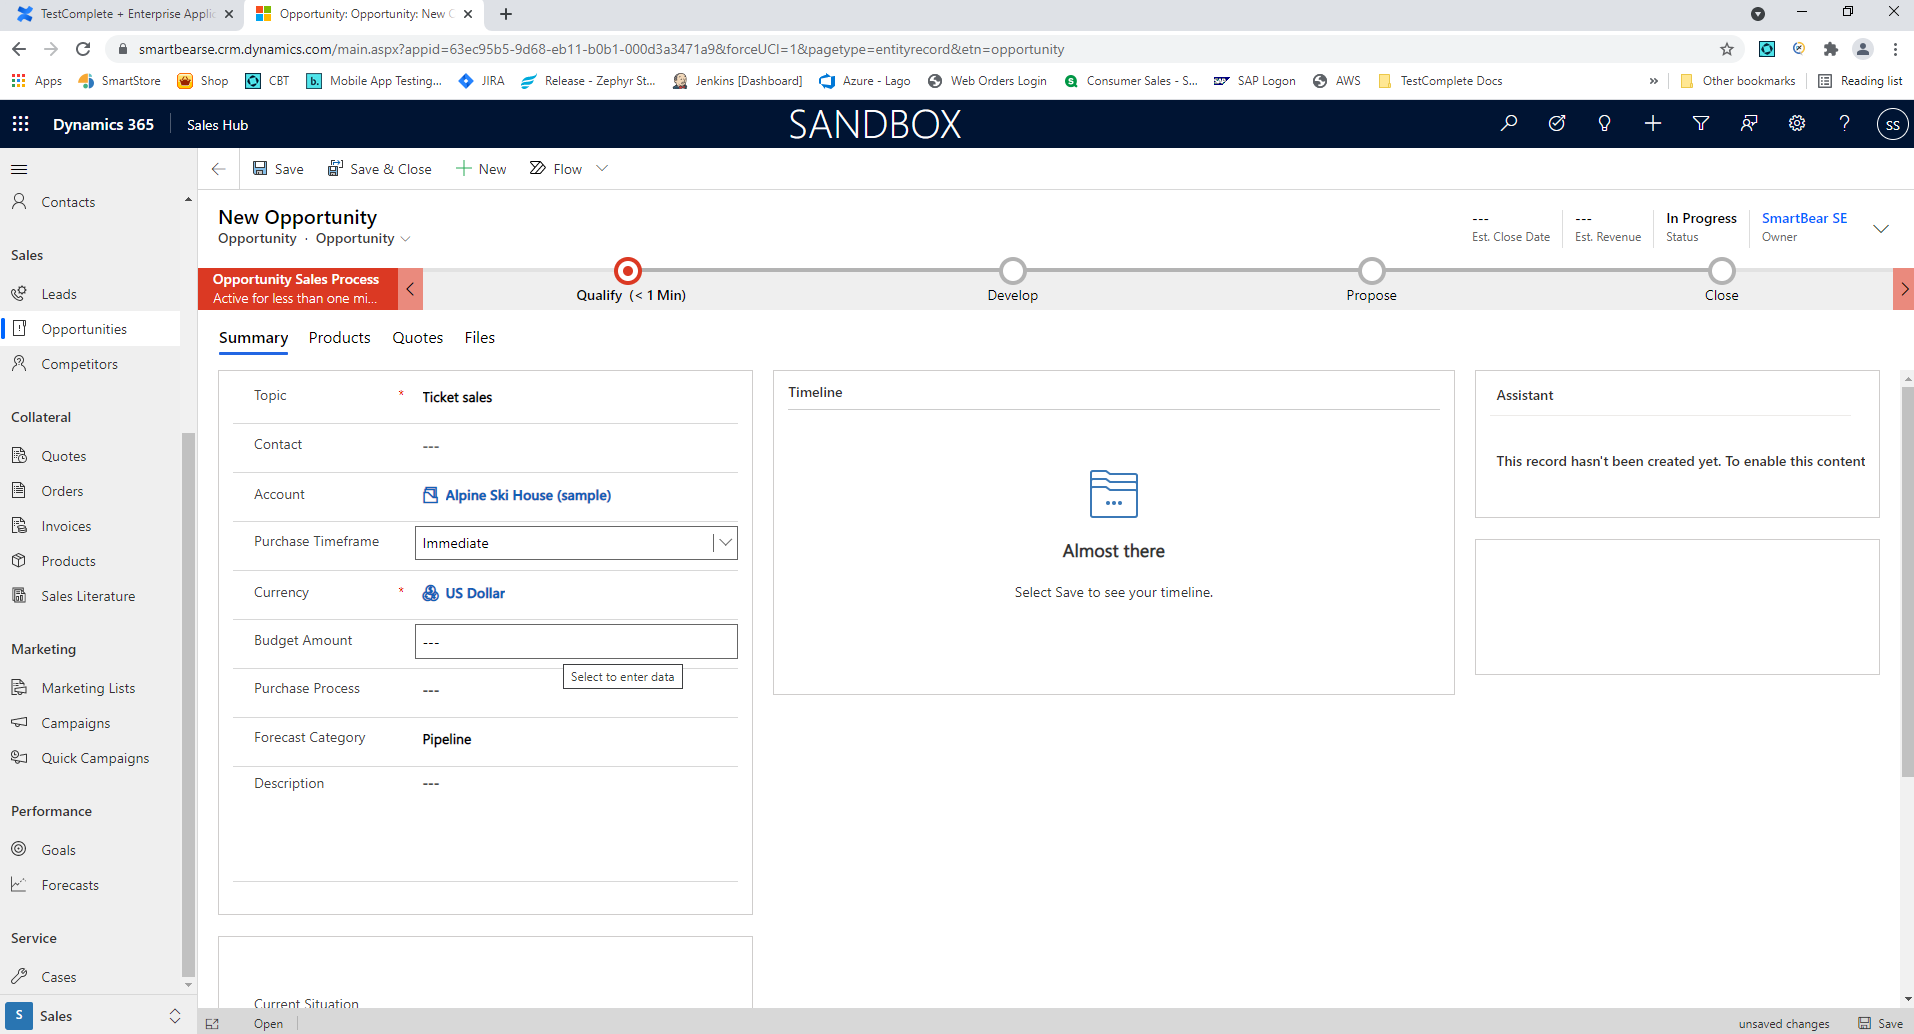 TestComplete + Enterprise Applic
Opportunity: Opportunity: New C
smartbearse.crm.dynamics.com/main.aspx?appid=63ec95b5-9d68-eb11-b0b1-000d3a3471a9&forceUCI=1&pagetype=entityrecord&etn=opportunity
Apps SmartStore Shop CBT b. Mobile App Testing... JIRA Release - Zephyr St... Jenkins [Dashboard] Azure - Lago Web Orders Login Consumer Sales - S... SAP SAP Logon AWS TestComplete Docs » Other bookmarks Reading list
Dynamics 365 Sales Hub SANDBOX ? SS
Save Save & Close New Flow
Contacts
Sales
Leads
Opportunities
Competitors
Collateral
Quotes
Orders
Invoices
Products
Sales Literature
Marketing
Marketing Lists
Campaigns
Quick Campaigns
Performance
Goals
Forecasts
Service
Cases
S Sales
New Opportunity
Opportunity · Opportunity
--- Est. Close Date
--- Est. Revenue
In Progress Status
SmartBear SE Owner
Opportunity Sales Process
Active for less than one mi...
Qualify (< 1 Min)
Develop
Propose
Close
Summary Products Quotes Files
Topic * Ticket sales
Contact ---
Account Alpine Ski House (sample)
Purchase Timeframe Immediate
Currency * US Dollar
Budget Amount ---
Select to enter data
Purchase Process ---
Forecast Category Pipeline
Description ---
Current Situation
Timeline
Almost there
Select Save to see your timeline.
Assistant
This record hasn't been created yet. To enable this content
Open
unsaved changes Save